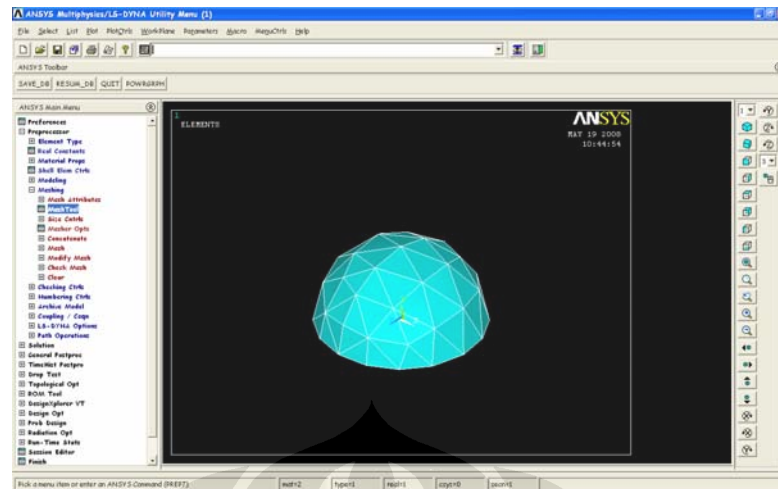 ANSYS Multiphysics/LS-DYNA Utility Menu (1)
File Select List Plot PlotCtrls WorkPlane Parameters Macro MenuCtrls Help
ANSYS Toolbar
SAVE_DB RESUM_DB QUIT POWRGRPH
ANSYS Main Menu
Preferences
Preprocessor
Element Type
Real Constants
Material Props
Shell Elem Ctrls
Modeling
Meshing
Mesh Attributes
MeshTool
Size Cntrls
Mesher Opts
Concatenate
Mesh
Modify Mesh
Check Mesh
Clear
Checking Ctrls
Numbering Ctrls
Archive Model
Coupling / Ceqn
LS-DYNA Options
Path Operations
Solution
General Postproc
TimeHist Postpro
Drop Test
Topological Opt
ROM Tool
DesignXplorer VT
Design Opt
Prob Design
Radiation Opt
Run-Time Stats
Session Editor
Finish
1
ELEMENTS
ANSYS
MAY 19 2008
10:44:54
Pick a menu item or enter an ANSYS Command (PREP7) mat=2 type=1 real=1 csys=0 secn=1